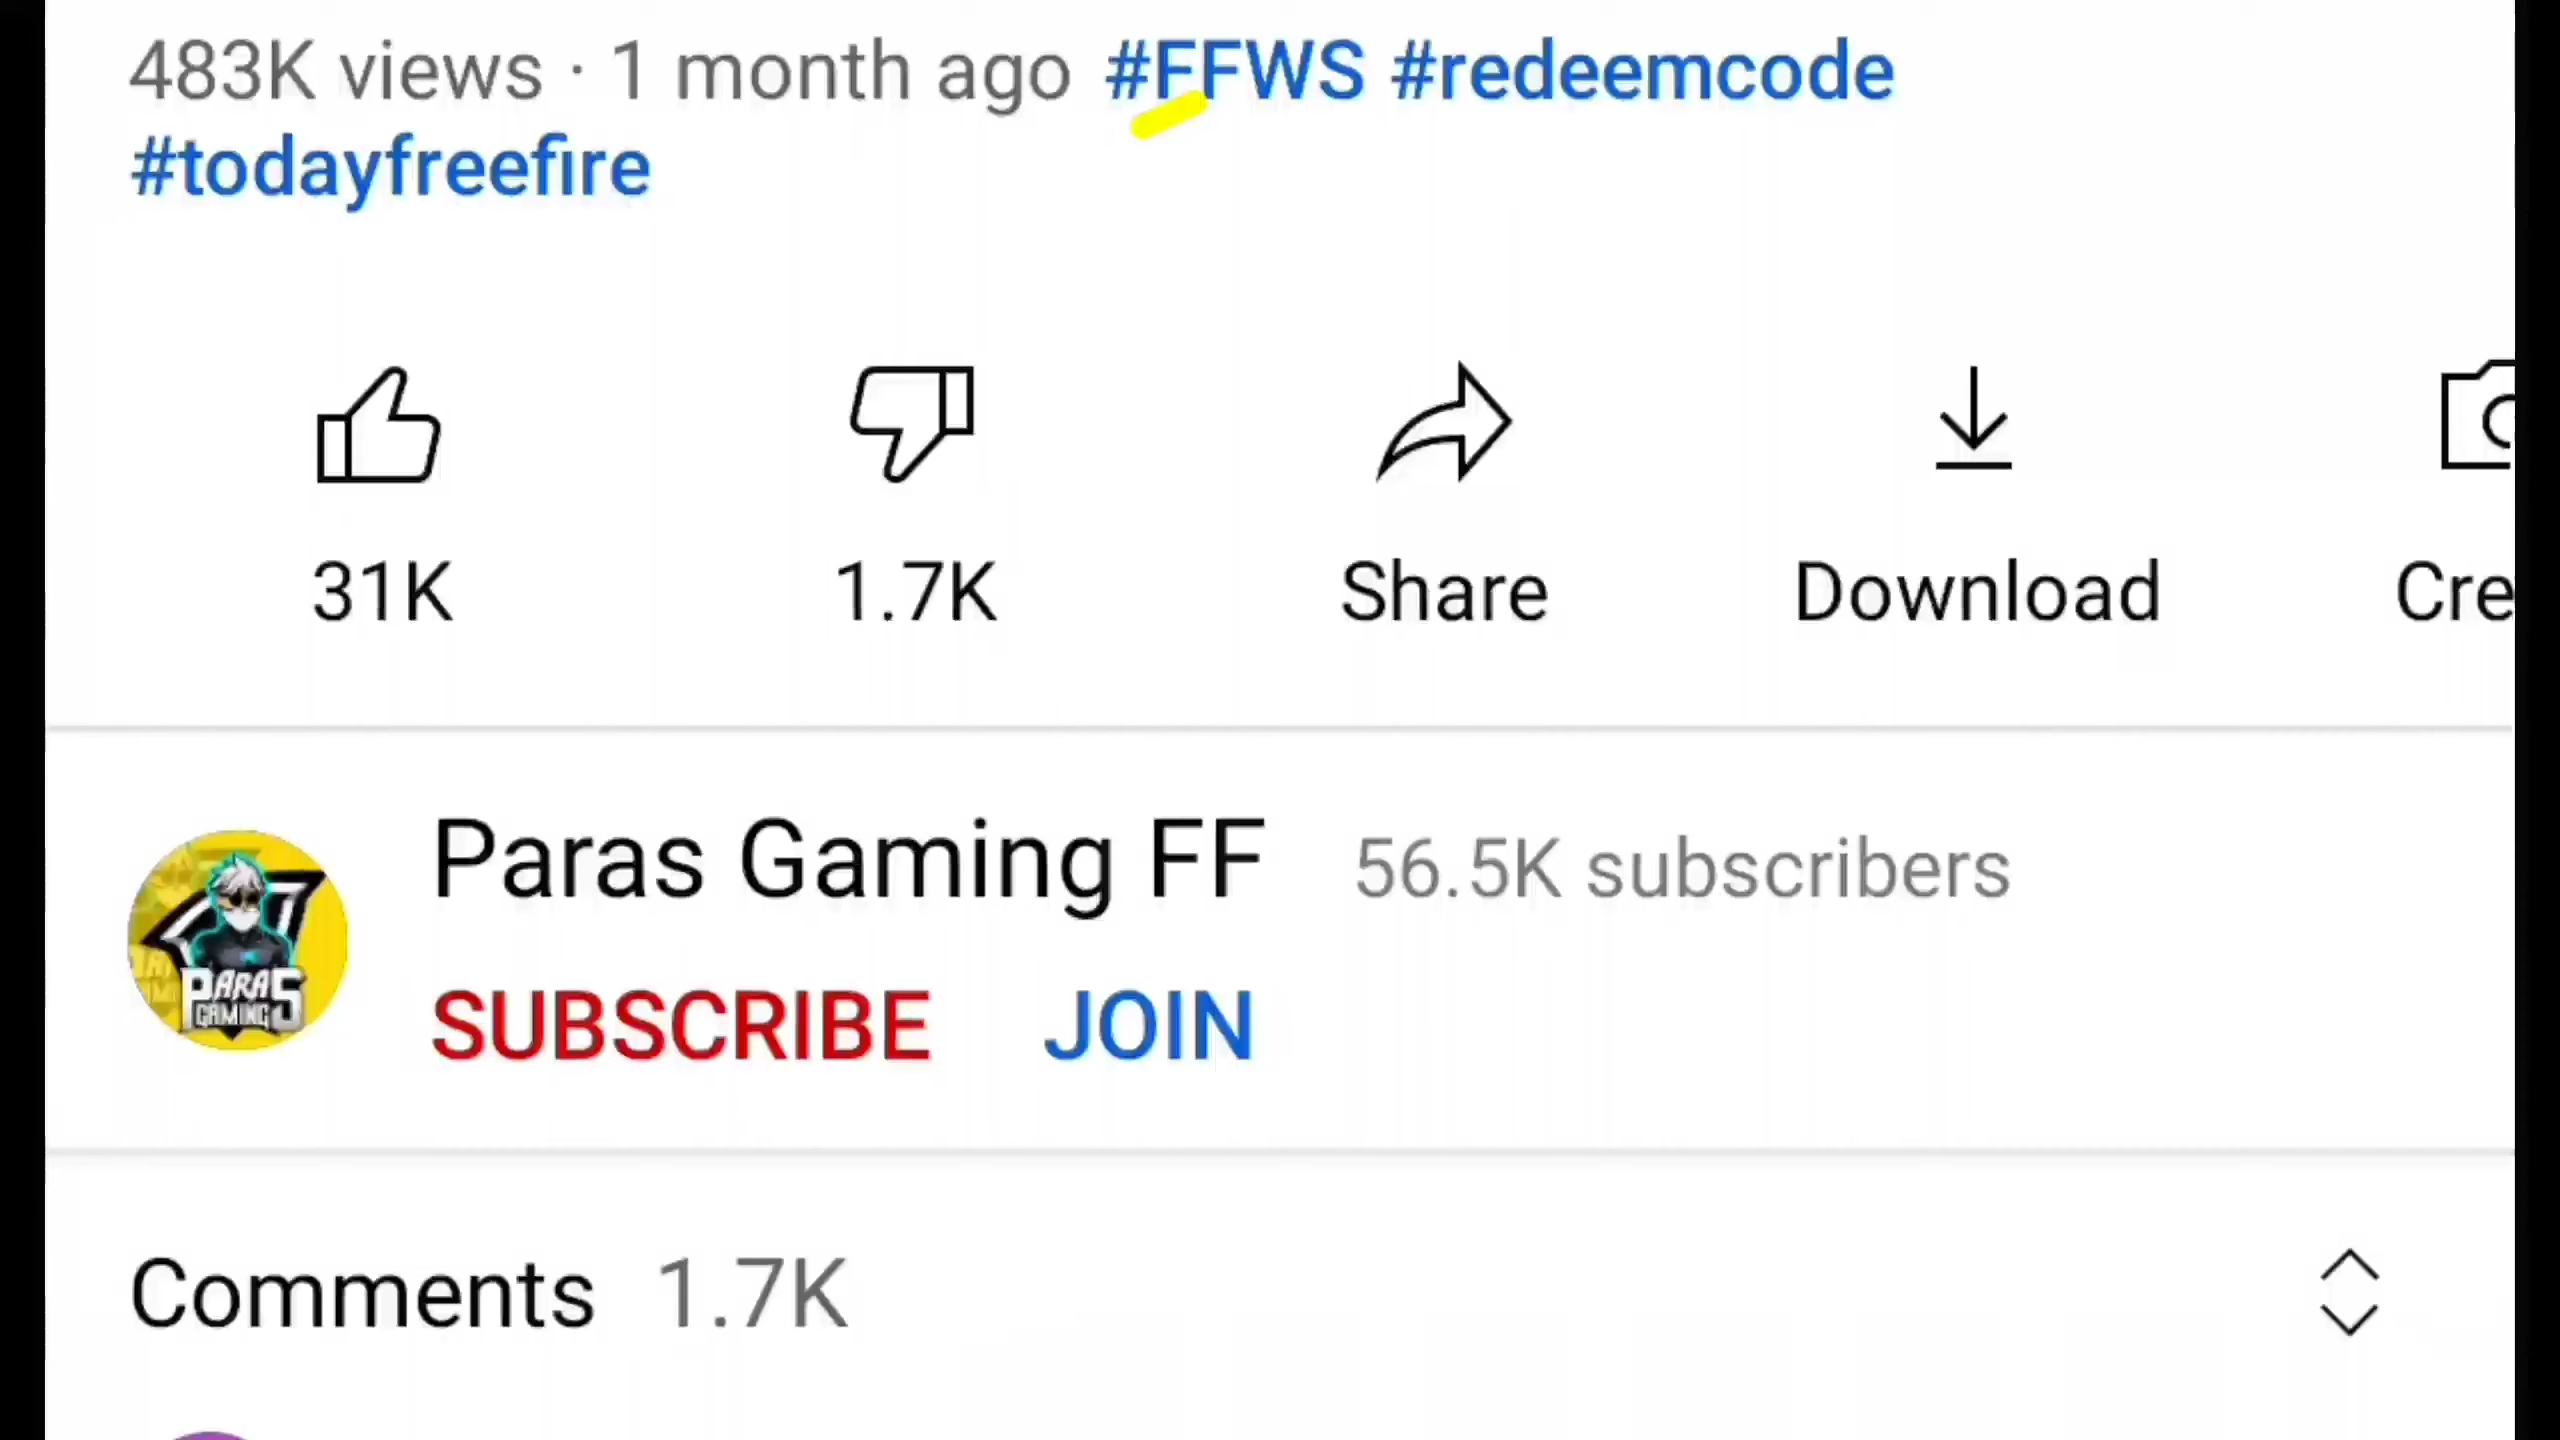 483K views · 1 month ago #FFWS #redeemcode
#todayfreefire
31K 1.7K Share Download Cre
Paras Gaming FF 56.5K subscribers
PARAS
GAMING
SUBSCRIBE JOIN
Comments 1.7K